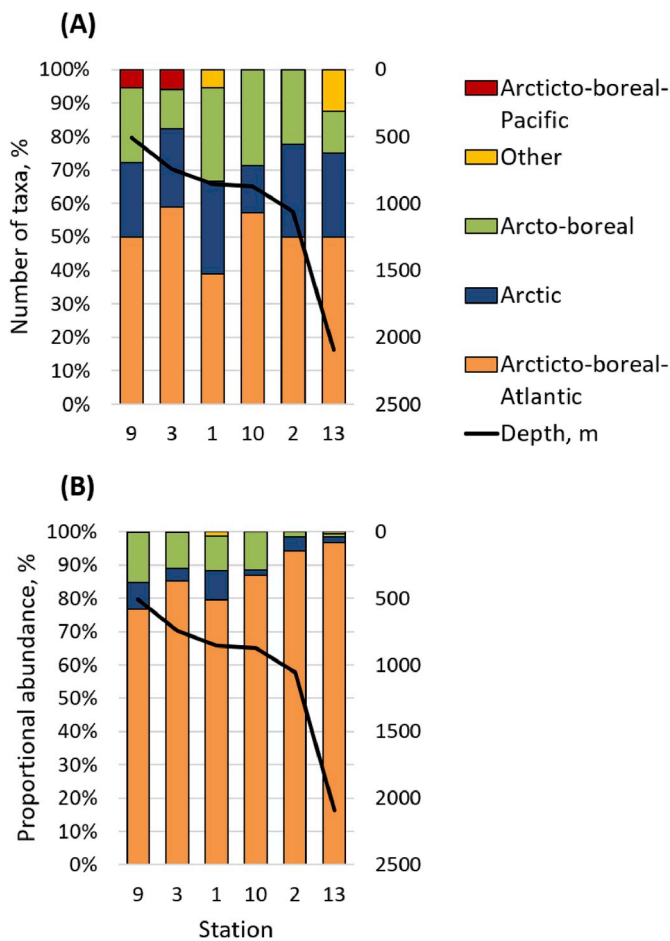 (A)
Number of taxa, %
100%
90%
80%
70%
60%
50%
40%
30%
20%
10%
0%
0
500
1000
1500
2000
2500
9 3 1 10 2 13
Arcticto-boreal-
Pacific
Other
Arcto-boreal
Arctic
Arcticto-boreal-
Atlantic
Depth, m
(B)
Proportional abundance, %
100%
90%
80%
70%
60%
50%
40%
30%
20%
10%
0%
0
500
1000
1500
2000
2500
9 3 1 10 2 13
Station